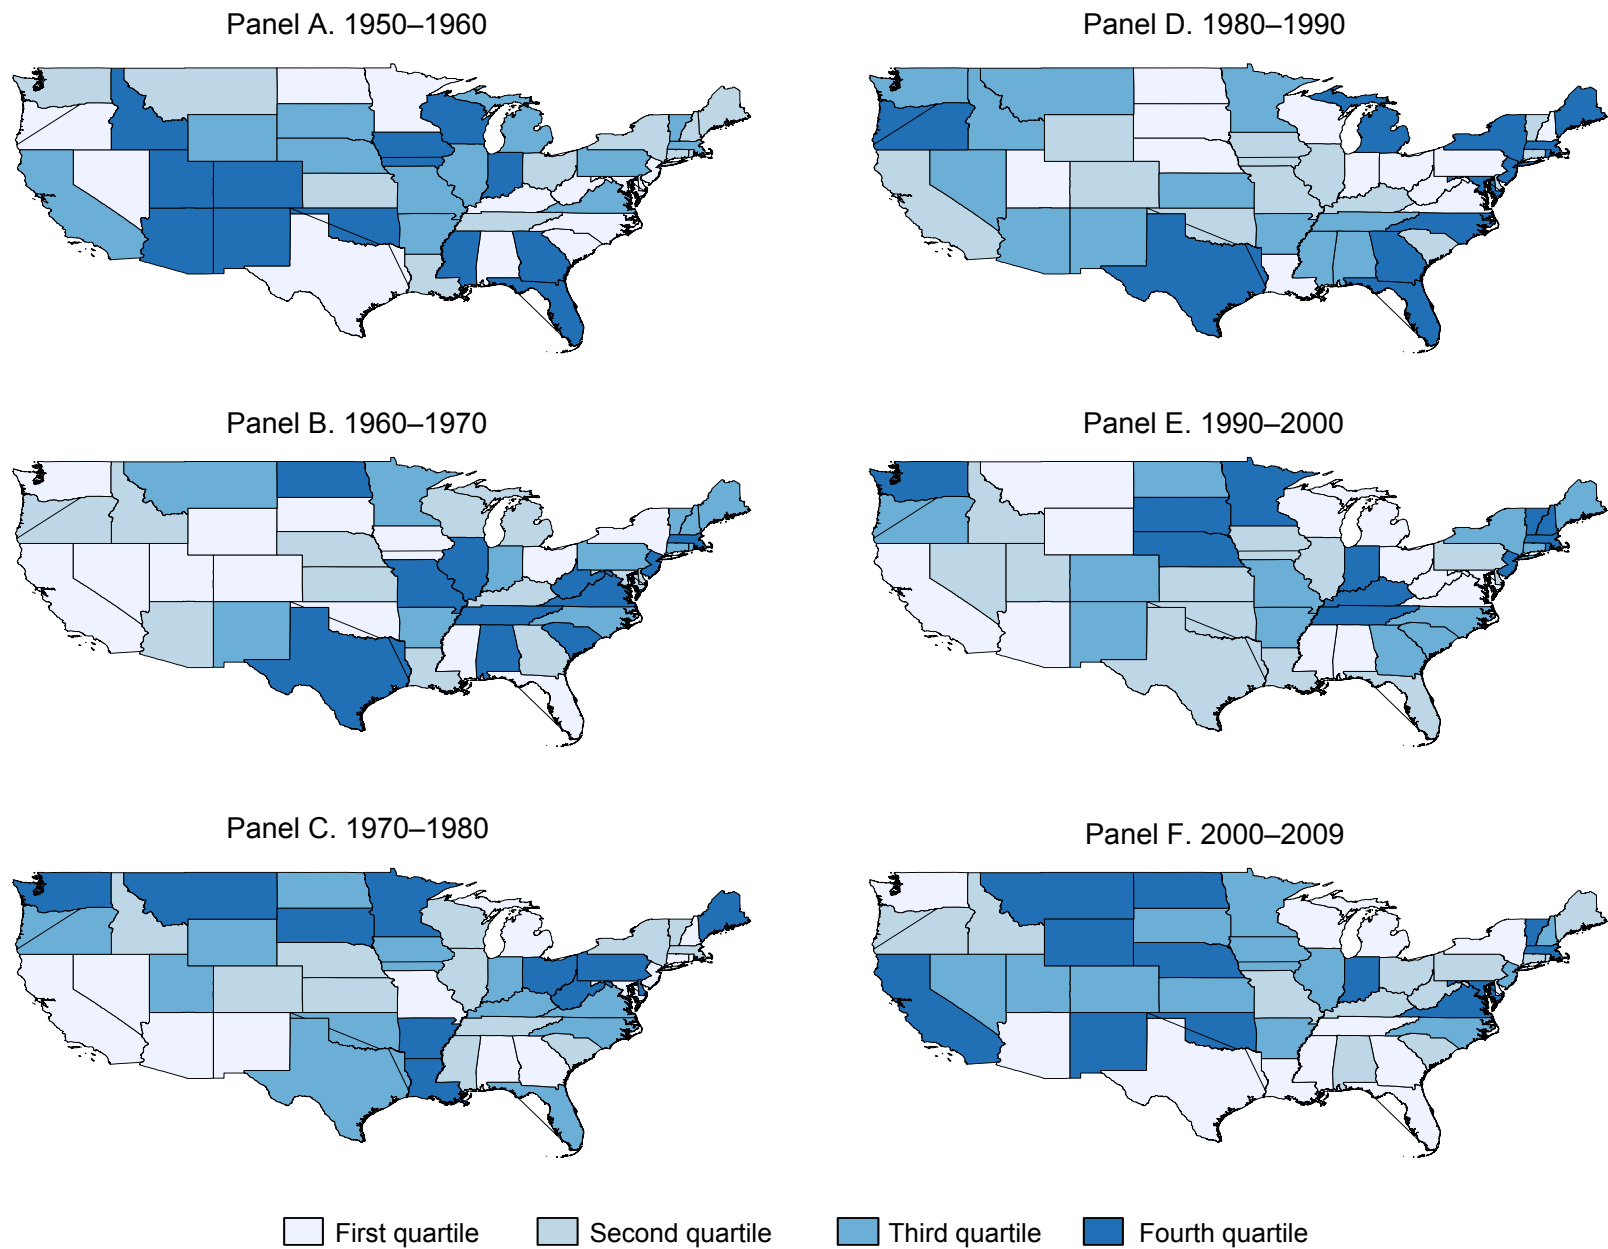 Panel A. 1950–1960
Panel D. 1980–1990
Panel B. 1960–1970
Panel E. 1990–2000
Panel C. 1970–1980
Panel F. 2000–2009
First quartile
Second quartile
Third quartile
Fourth quartile